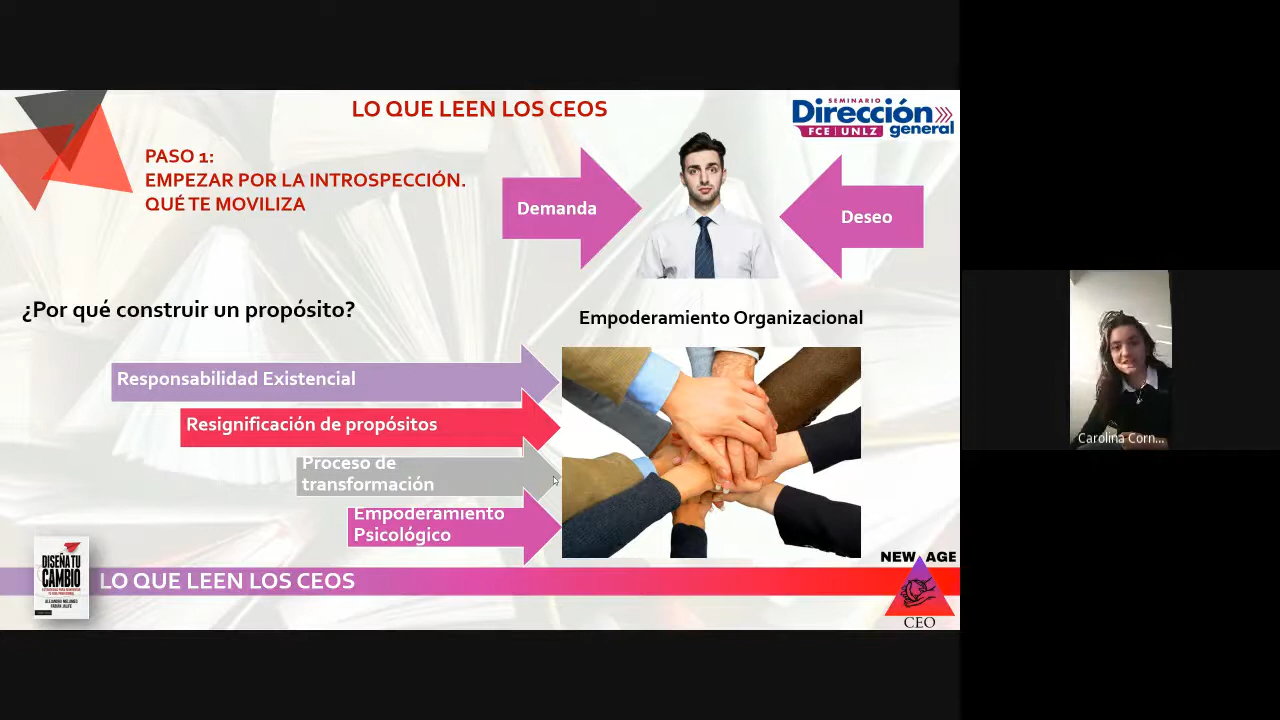 LO QUE LEEN LOS CEOS
SEMINARIO
Dirección
FCE | UNLZ
general
PASO 1:
EMPEZAR POR LA INTROSPECCIÓN.
QUÉ TE MOVILIZA
Demanda
Deseo
¿Por qué construir un propósito?
Empoderamiento Organizacional
Responsabilidad Existencial
Resignificación de propósitos
Proceso de
transformación
Empoderamiento
Psicológico
DISEÑA TU
CAMBIO
LO QUE LEEN LOS CEOS
NEW AGE
CEO
Carolina Corn...